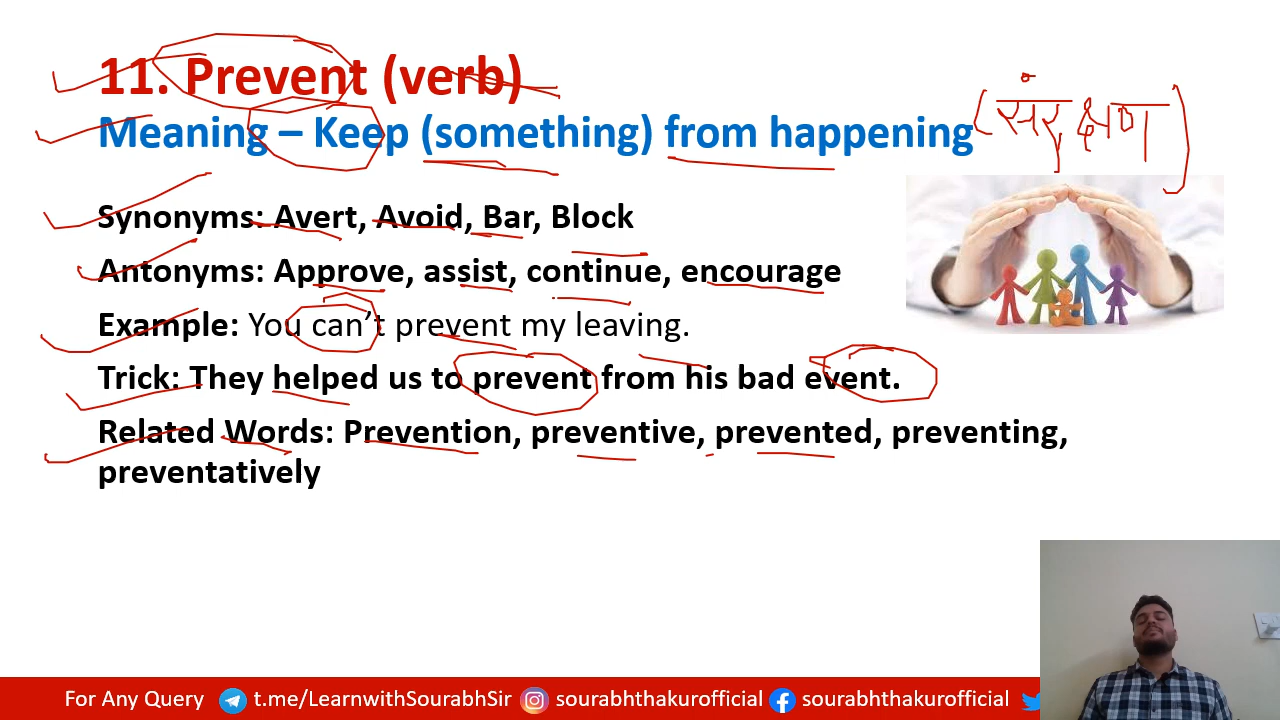 11. Prevent (verb)
Meaning – Keep (something) from happening
(संरक्षण)
Synonyms: Avert, Avoid, Bar, Block
Antonyms: Approve, assist, continue, encourage
Example: You can’t prevent my leaving.
Trick: They helped us to prevent from his bad event.
Related Words: Prevention, preventive, prevented, preventing,
preventatively
For Any Query t.me/LearnwithSourabhSir sourabhthakurofficial sourabhthakurofficial